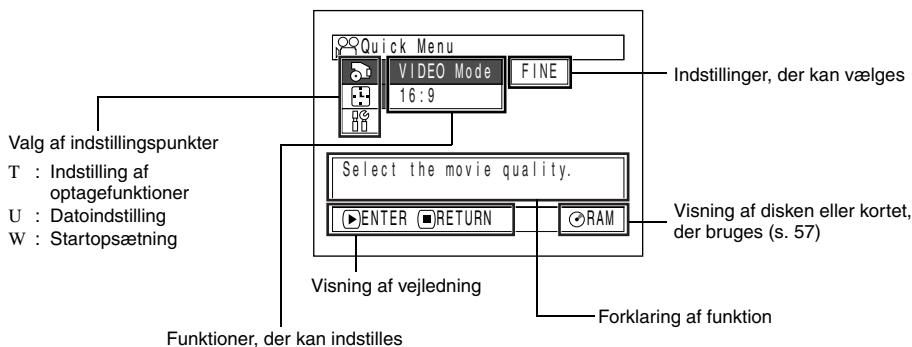 Quick Menu
VIDEO Mode FINE
16:9
Select the movie quality.
ENTER RETURN RAM
Indstillinger, der kan vælges
Valg af indstillingspunkter
T : Indstilling af
optagefunktioner
U : Datoindstilling
W : Startopsætning
Visning af disken eller kortet,
der bruges (s. 57)
Visning af vejledning
Forklaring af funktion
Funktioner, der kan indstilles